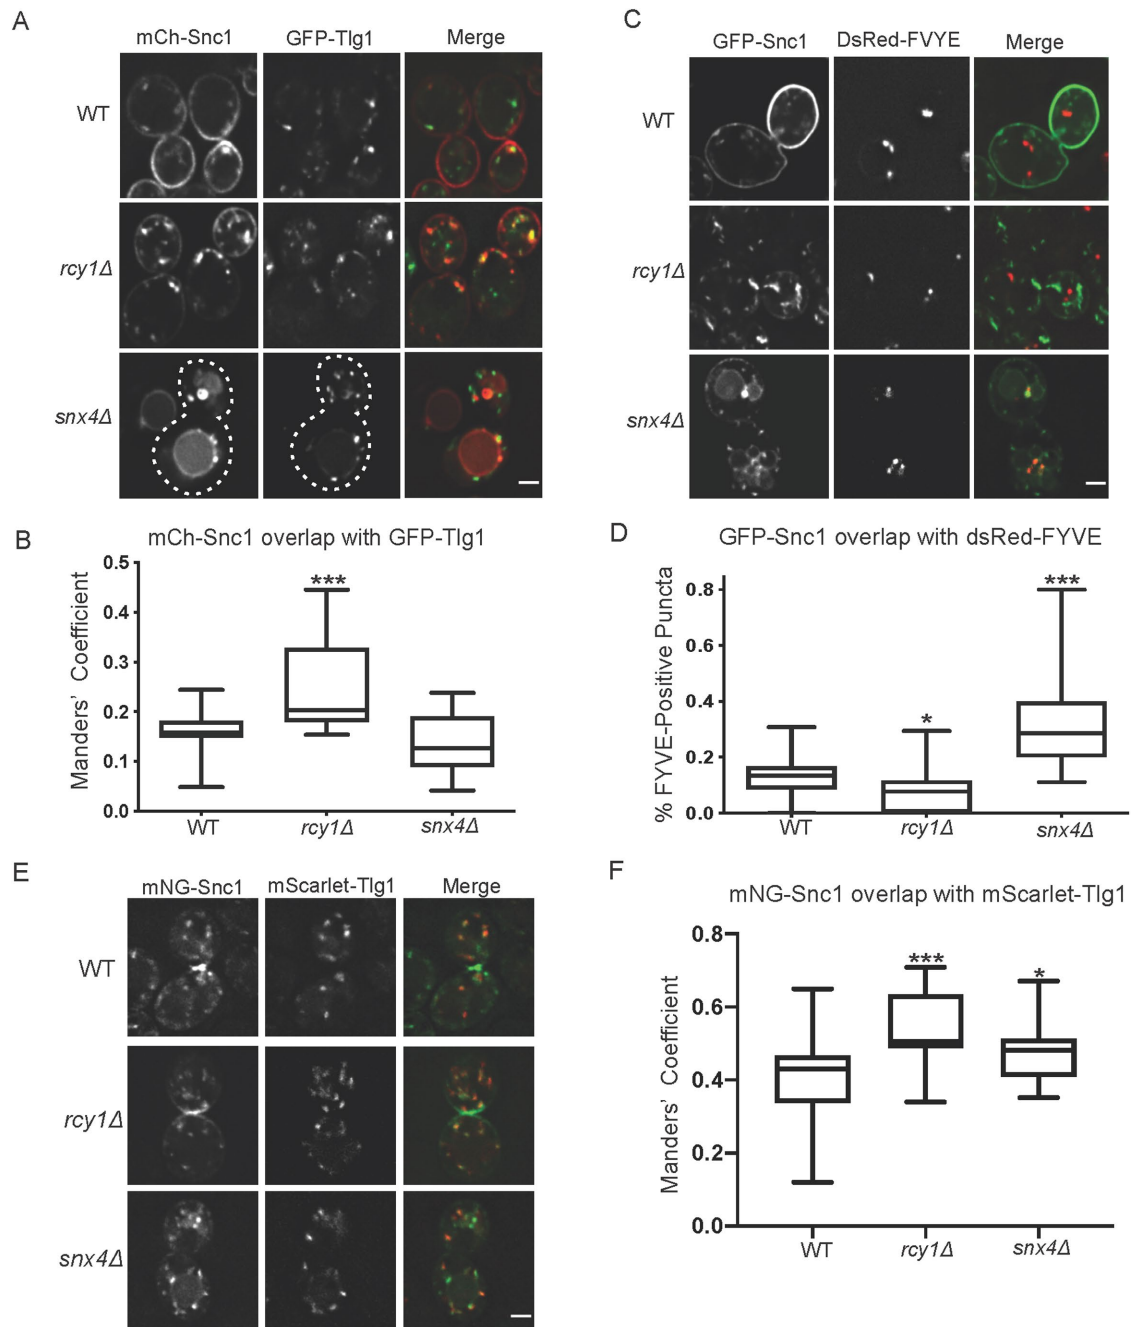 A
mCh-Snc1 GFP-Tlg1 Merge
WT
rcy1Δ
snx4Δ
B
mCh-Snc1 overlap with GFP-Tlg1
Manders' Coefficient
0.5
0.4
0.3
0.2
0.1
0.0
***
WT rcy1Δ snx4Δ
C
GFP-Snc1 DsRed-FVYE Merge
WT
rcy1Δ
snx4Δ
D
GFP-Snc1 overlap with dsRed-FYVE
% FYVE-Positive Puncta
0.8
0.6
0.4
0.2
0.0
*
***
WT rcy1Δ snx4Δ
E
mNG-Snc1 mScarlet-Tlg1 Merge
WT
rcy1Δ
snx4Δ
F
mNG-Snc1 overlap with mScarlet-Tlg1
Manders' Coefficient
0.8
0.6
0.4
0.2
0.0
***
*
WT rcy1Δ snx4Δ